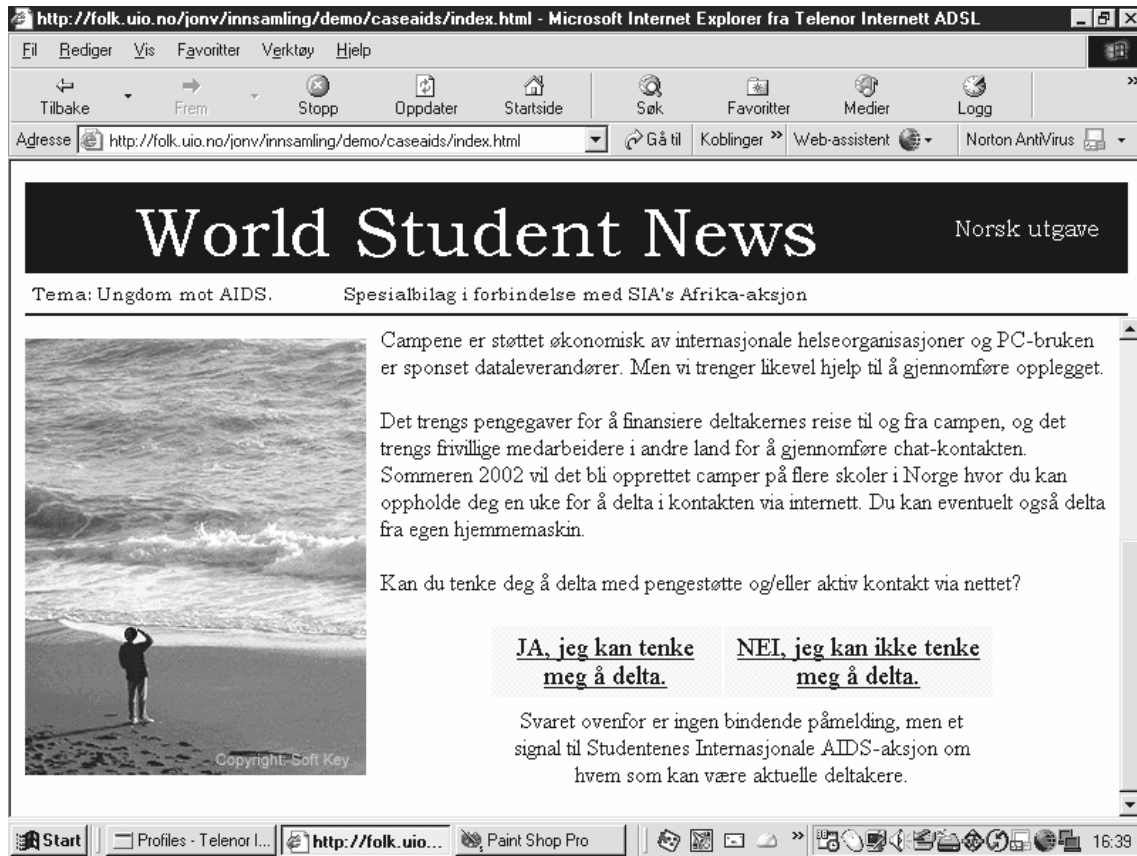 http://folk.uio.no/jonv/innsamling/demo/caseaids/index.html - Microsoft Internet Explorer fra Telenor Internett ADSL
Fil Rediger Vis Favoritter Verktøy Hjelp
Tilbake Frem Stopp Oppdater Startside Søk Favoritter Medier Logg
Adresse http://folk.uio.no/jonv/innsamling/demo/caseaids/index.html Gå til Koblinger Web-assistent Norton AntiVirus
World Student News Norsk utgave
Tema: Ungdom mot AIDS. Spesialbilag i forbindelse med SIA's Afrika-aksjon
Campene er støttet økonomisk av internasjonale helseorganisasjoner og PC-bruken
er sponset dataleverandører. Men vi trenger likevel hjelp til å gjennomføre opplegget.
Det trengs pengegaver for å finansiere deltakernes reise til og fra campen, og det
trengs frivillige medarbeidere i andre land for å gjennomføre chat-kontakten.
Sommeren 2002 vil det bli opprettet camper på flere skoler i Norge hvor du kan
oppholde deg en uke for å delta i kontakten via internett. Du kan eventuelt også delta
fra egen hjemmemaskin.
Kan du tenke deg å delta med pengestøtte og/eller aktiv kontakt via nettet?
JA, jeg kan tenke
meg å delta.
NEI, jeg kan ikke tenke
meg å delta.
Svaret ovenfor er ingen bindende påmelding, men et
signal til Studentenes Internasjonale AIDS-aksjon om
hvem som kan være aktuelle deltakere.
Copyright: Soft Key
Start Profiles - Telenor I... http://folk.uio... Paint Shop Pro 16:39